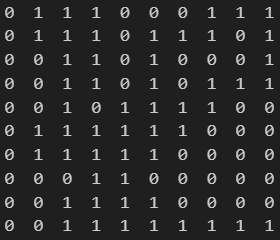 0 1 1 1 0 0 0 1 1 1
0 1 1 1 0 1 1 1 0 1
0 0 1 1 0 1 0 0 0 1
0 0 1 1 0 1 0 1 1 1
0 0 1 0 1 1 1 1 0 0
0 1 1 1 1 1 1 0 0 0
0 1 1 1 1 1 0 0 0 0
0 0 0 1 1 0 0 0 0 0
0 0 1 1 1 1 0 0 0 0
0 0 1 1 1 1 1 1 1 1